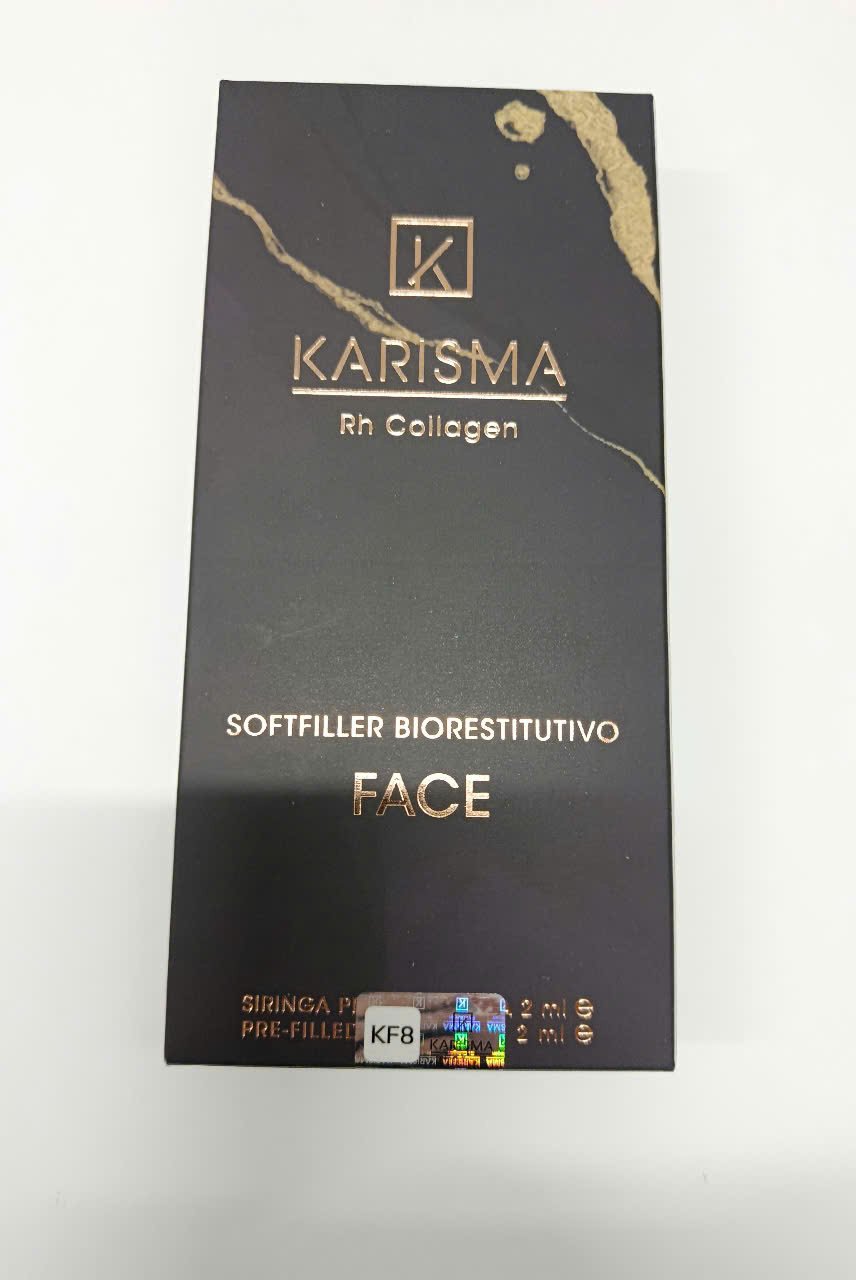 K
KARISMA
Rh Collagen
SOFTFILLER BIORESTITUTIVO
FACE
SIRINGA 2 ml
PRE-FILLED 2 ml
KF8
KARISMA